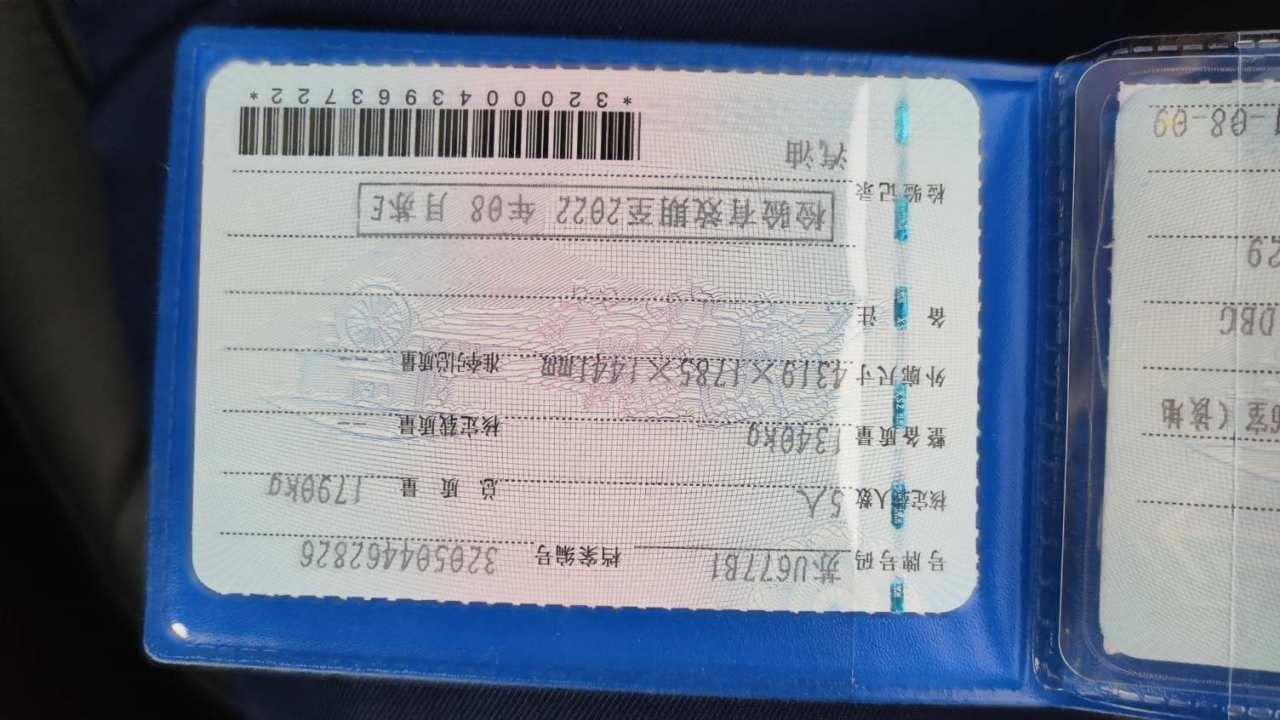 号牌号码 苏U677B1 档案编号 320504462826
核定载人数 5人 总质量 1790kg
整备质量 1340kg 核定载质量 --
外廓尺寸 4319×1785×1441mm 准牵引总质量
备注
检验记录 检验有效期至2022年08月苏E
汽油
*3200043963722*
29
-08-09